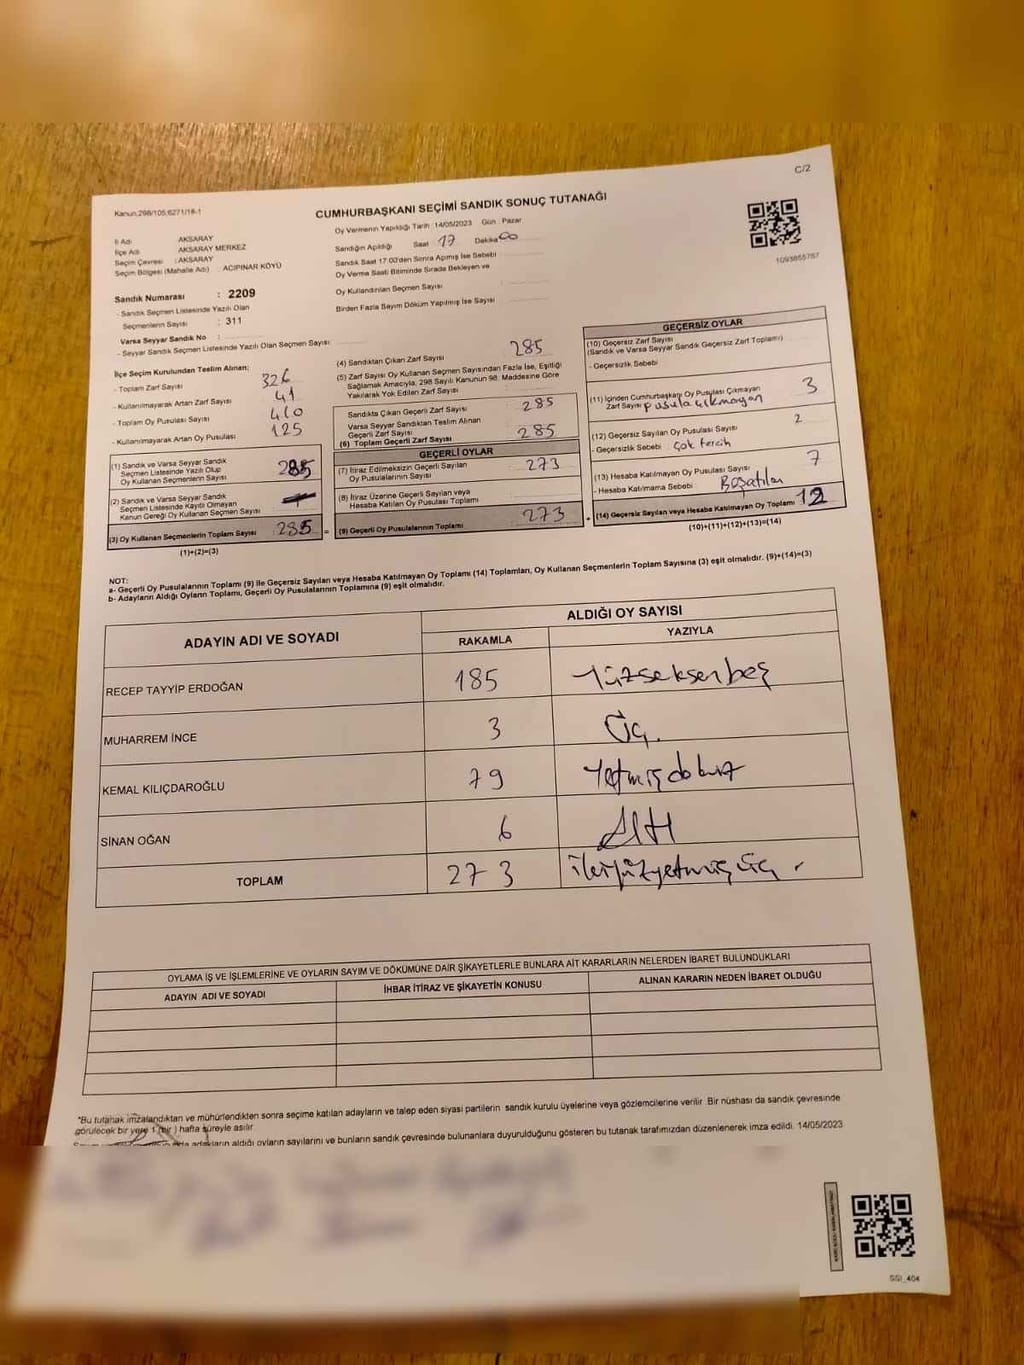 C/2
Kanun:298/105;6271/18-1
CUMHURBAŞKANI SEÇİMİ SANDIK SONUÇ TUTANAĞI
İl Adı : AKSARAY
İlçe Adı : AKSARAY MERKEZ
Seçim Çevresi : AKSARAY
Seçim Bölgesi (Mahalle Adı) : ACIPINAR KÖYÜ
Sandık Numarası : 2209
- Sandık Seçmen Listesinde Yazılı Olan
Seçmenlerin Sayısı : 311
Varsa Seyyar Sandık No :
- Seyyar Sandık Seçmen Listesinde Yazılı Olan Seçmen Sayısı:
Oy Vermenin Yapıldığı Tarih : 14/05/2023 Gün : Pazar
Sandığın Açıldığı Saat 17 Dakika 00
Sandık Saat 17:00'den Sonra Açılmış İse Sebebi
Oy Verme Saati Bitiminde Sırada Bekleyen ve
Oy Kullandırılan Seçmen Sayısı :
Birden Fazla Sayım Döküm Yapılmış İse Sayısı :
1093855787
İlçe Seçim Kurulundan Teslim Alınan;
- Toplam Zarf Sayısı 326
- Kullanılmayarak Artan Zarf Sayısı 41
- Toplam Oy Pusulası 410
- Kullanılmayarak Artan Oy Pusulası 125
(1) Sandık ve Varsa Seyyar Sandık
Seçmen Listesinde Yazılı Olup
Oy Kullanan Seçmenlerin Sayısı 285
(2) Sandık ve Varsa Seyyar Sandık
Seçmen Listesinde Kayıtlı Olmayan
Kanun Gereği Oy Kullanan Seçmen Sayısı
(3) Oy Kullanan Seçmenlerin Toplam Sayısı 285
(1)+(2)=(3)
(4) Sandıktan Çıkan Zarf Sayısı 285
(5) Zarf Sayısı Oy Kullanan Seçmen Sayısından Fazla İse, Eşitliği
Sağlamak Amacıyla, 298 Sayılı Kanunun 98. Maddesine Göre
Yakılarak Yok Edilen Zarf Sayısı :
Sandıkta Çıkan Geçerli Zarf Sayısı 285
Varsa Seyyar Sandıktan Teslim Alınan
Geçerli Zarf Sayısı
(6) Toplam Geçerli Zarf Sayısı 285
GEÇERLİ OYLAR
(7) İtiraz Edilmeksizin Geçerli Sayılan
Oy Pusulalarının Sayısı 273
(8) İtiraz Üzerine Geçerli Sayılan veya
Hesaba Katılan Oy Pusulası Toplamı
(9) Geçerli Oy Pusulalarının Toplamı 273
GEÇERSİZ OYLAR
(10) Geçersiz Zarf Sayısı
(Sandık ve Varsa Seyyar Sandık Geçersiz Zarf Toplamı)
- Geçersizlik Sebebi
(11) İçinden Cumhurbaşkanı Oy Pusulası Çıkmayan 3
Zarf Sayısı pusula çıkmayan
(12) Geçersiz Sayılan Oy Pusulası Sayısı 2
- Geçersizlik Sebebi : çok tercih
(13) Hesaba Katılmayan Oy Pusulası Sayısı 7
- Hesaba Katılmama Sebebi : Boş atılan
(14) Geçersiz Sayılan veya Hesaba Katılmayan Oy Toplamı 12
(10)+(11)+(12)+(13)=(14)
NOT:
a- Geçerli Oy Pusulalarının Toplamı (9) ile Geçersiz Sayılan veya Hesaba Katılmayan Oy Toplamı (14) Toplamları, Oy Kullanan Seçmenlerin Toplam Sayısına (3) eşit olmalıdır. (9)+(14)=(3)
b- Adayların Aldığı Oyların Toplamı, Geçerli Oy Pusulalarının Toplamına (9) eşit olmalıdır.
ADAYIN ADI VE SOYADI
ALDIĞI OY SAYISI
RAKAMLA YAZIYLA
RECEP TAYYİP ERDOĞAN 185 Yüzseksenbeş
MUHARREM İNCE 3 Üç.
KEMAL KILIÇDAROĞLU 79 Yetmişdokuz
SİNAN OĞAN 6 Altı
TOPLAM 273 ikiyüzyetmişüç
OYLAMA İŞ VE İŞLEMLERİNE VE OYLARIN SAYIM VE DÖKÜMÜNE DAİR ŞİKAYETLERLE BUNLARA AİT KARARLARIN NELERDEN İBARET BULUNDUKLARI
ADAYIN ADI VE SOYADI İHBAR İTİRAZ VE ŞİKAYETİN KONUSU ALINAN KARARIN NEDEN İBARET OLDUĞU
*Bu tutanak imzalandıktan ve mühürlendikten sonra seçime katılan adayların ve talep eden siyasi partilerin sandık kurulu üyelerine veya gözlemcilerine verilir. Bir nüshası da sandık çevresinde
görülecek bir yere 1 (bir) hafta süreyle asılır.
adayların aldığı oyların sayılarını ve bunların sandık çevresinde bulunanlara duyurulduğunu gösteren bu tutanak tarafımızdan düzenlenerek imza edildi. 14/05/2023
SSI_404